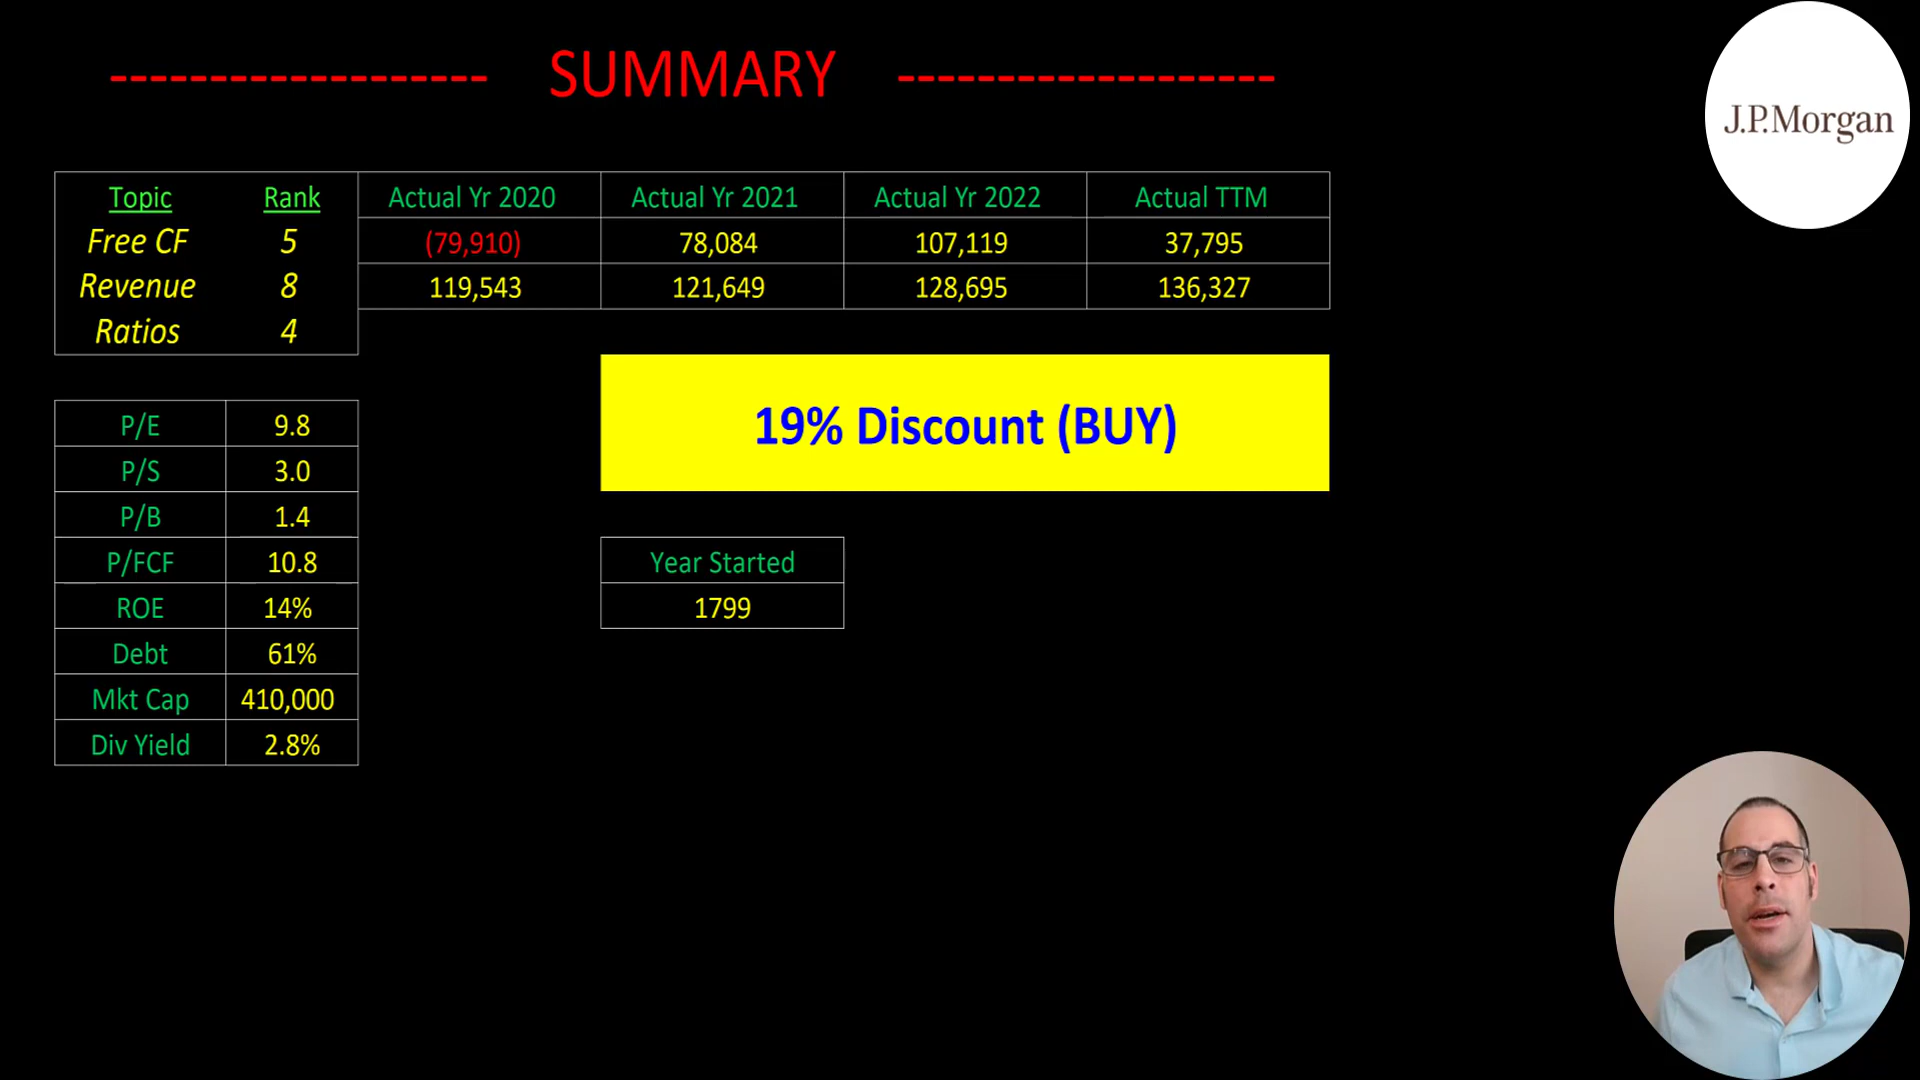 ------------------- SUMMARY -------------------
J.P.Morgan
Topic Rank Actual Yr 2020 Actual Yr 2021 Actual Yr 2022 Actual TTM
Free CF 5 (79,910) 78,084 107,119 37,795
Revenue 8 119,543 121,649 128,695 136,327
Ratios 4
19% Discount (BUY)
P/E 9.8
P/S 3.0
P/B 1.4
P/FCF 10.8
ROE 14%
Debt 61%
Mkt Cap 410,000
Div Yield 2.8%
Year Started
1799